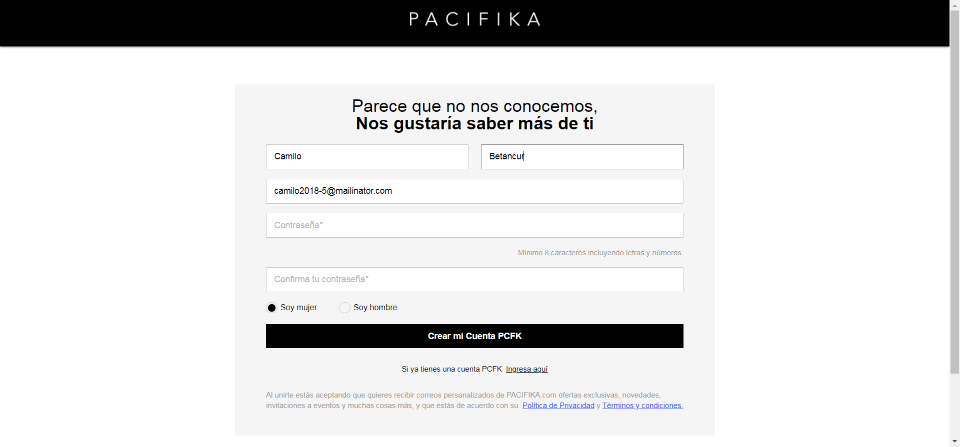 PACIFIKA
Parece que no nos conocemos,
Nos gustaría saber más de ti
Camilo
Betancur
camilo2018-5@mailinator.com
Contraseña*
Mínimo 8 caracteres incluyendo letras y números
Confirma tu contraseña*
Soy mujer Soy hombre
Crear mi Cuenta PCFK
Si ya tienes una cuenta PCFK Ingresa aquí
Al unirte estás aceptando que quieres recibir correos personalizados de PACIFIKA.com ofertas exclusivas, novedades,
invitaciones a eventos y muchas cosas más, y que estás de acuerdo con su Política de Privacidad y Términos y condiciones.